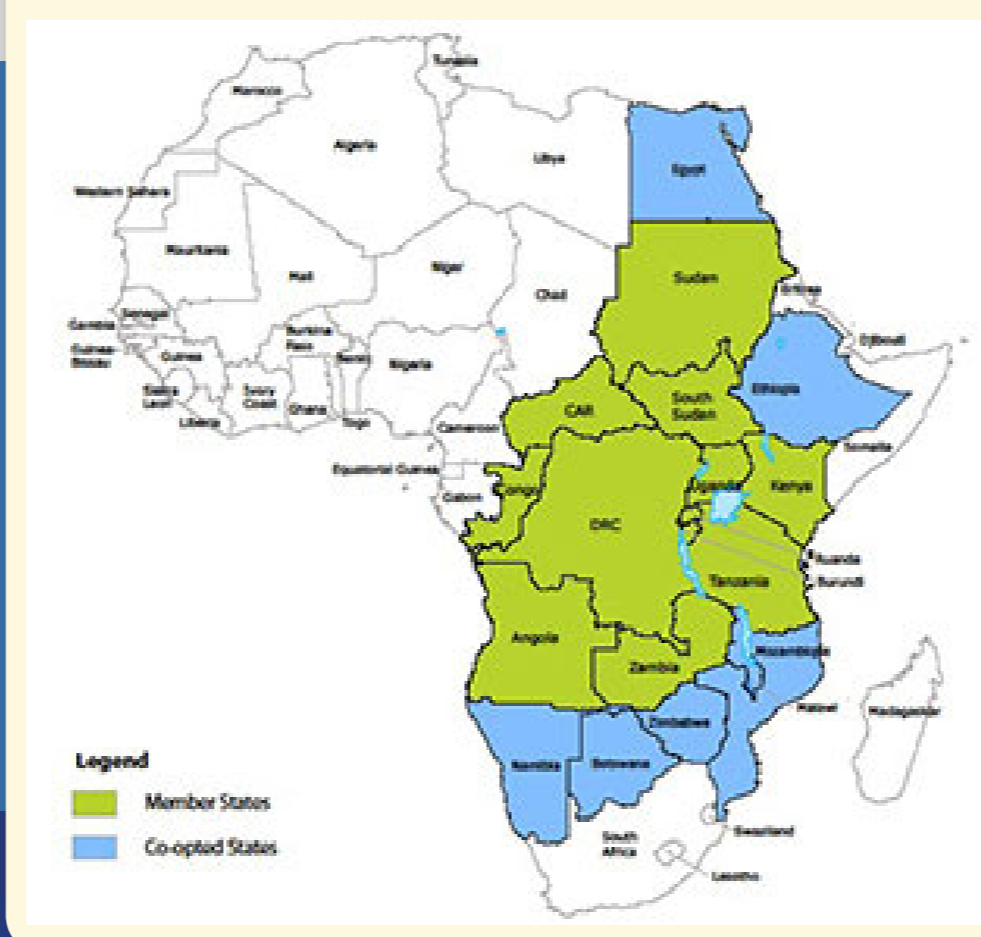 Tunisia
Morocco
Algeria
Libya
Egypt
Western Sahara
Mauritania
Mali
Niger
Chad
Sudan
Eritrea
Djibouti
Senegal
Gambia
Guinea-
Bissau
Guinea
Burkina
Faso
Benin
Nigeria
Sierra
Leon
Ivory
Coast
Ghana
Togo
Liberia
Cameroon
CAR
South
Sudan
Ethiopia
Somalia
Equatorial Guinea
Gabon
Congo
DRC
Uganda
Kenya
Ruanda
Burundi
Tanzania
Angola
Zambia
Mozambique
Malawi
Madagascar
Zimbabwe
Namibia
Botswana
South
Africa
Swaziland
Lesotho
Legend
Member States
Co-opted States